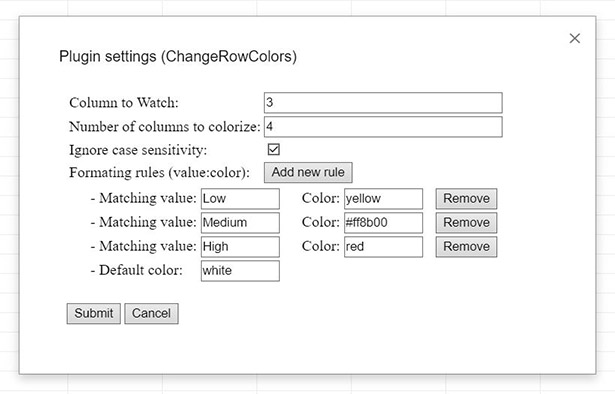 Plugin settings (ChangeRowColors)
Column to Watch: 3
Number of columns to colorize: 4
Ignore case sensitivity:
Formating rules (value:color): Add new rule
- Matching value: Low Color: yellow Remove
- Matching value: Medium Color: #ff8b00 Remove
- Matching value: High Color: red Remove
- Default color: white
Submit Cancel